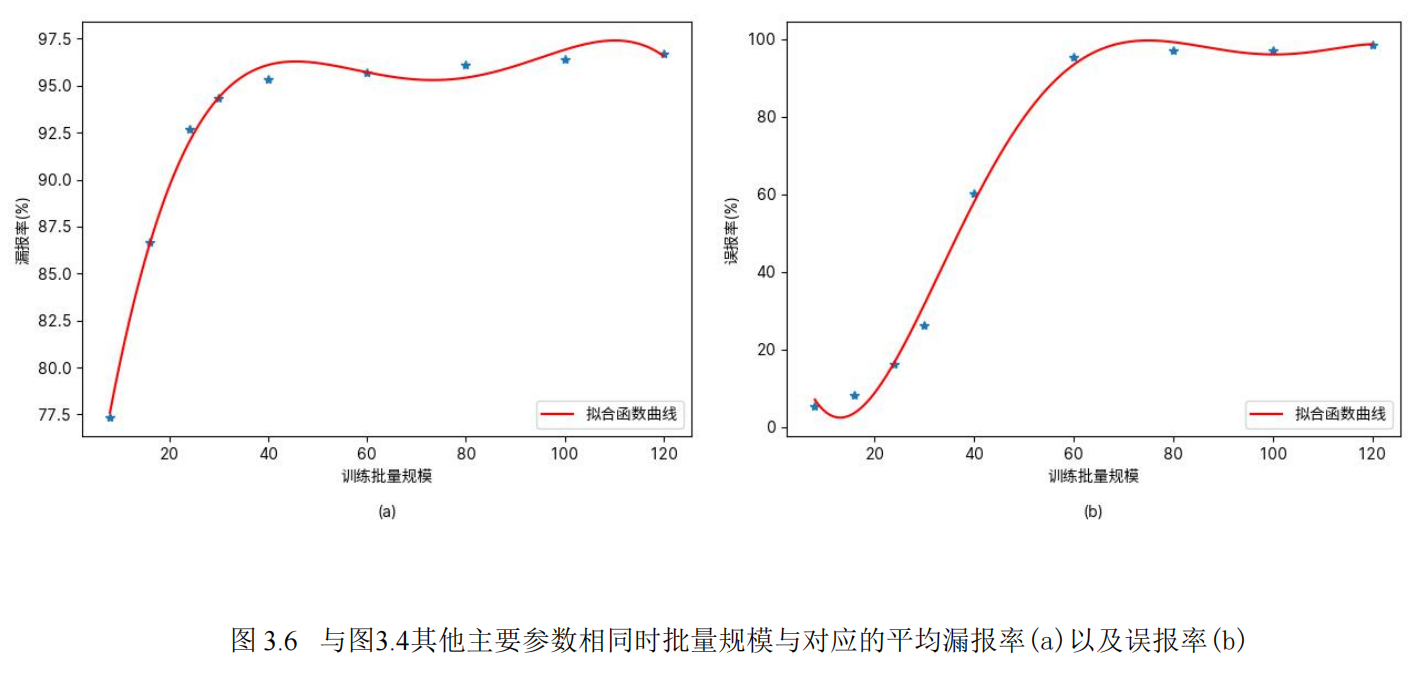 97.5
95.0
92.5
90.0
87.5
85.0
82.5
80.0
77.5
漏报率(%)
拟合函数曲线
20 40 60 80 100 120
训练批量规模
(a)
100
80
60
40
20
0
误报率(%)
拟合函数曲线
20 40 60 80 100 120
训练批量规模
(b)
图 3.6 与图3.4其他主要参数相同时批量规模与对应的平均漏报率(a)以及误报率(b)